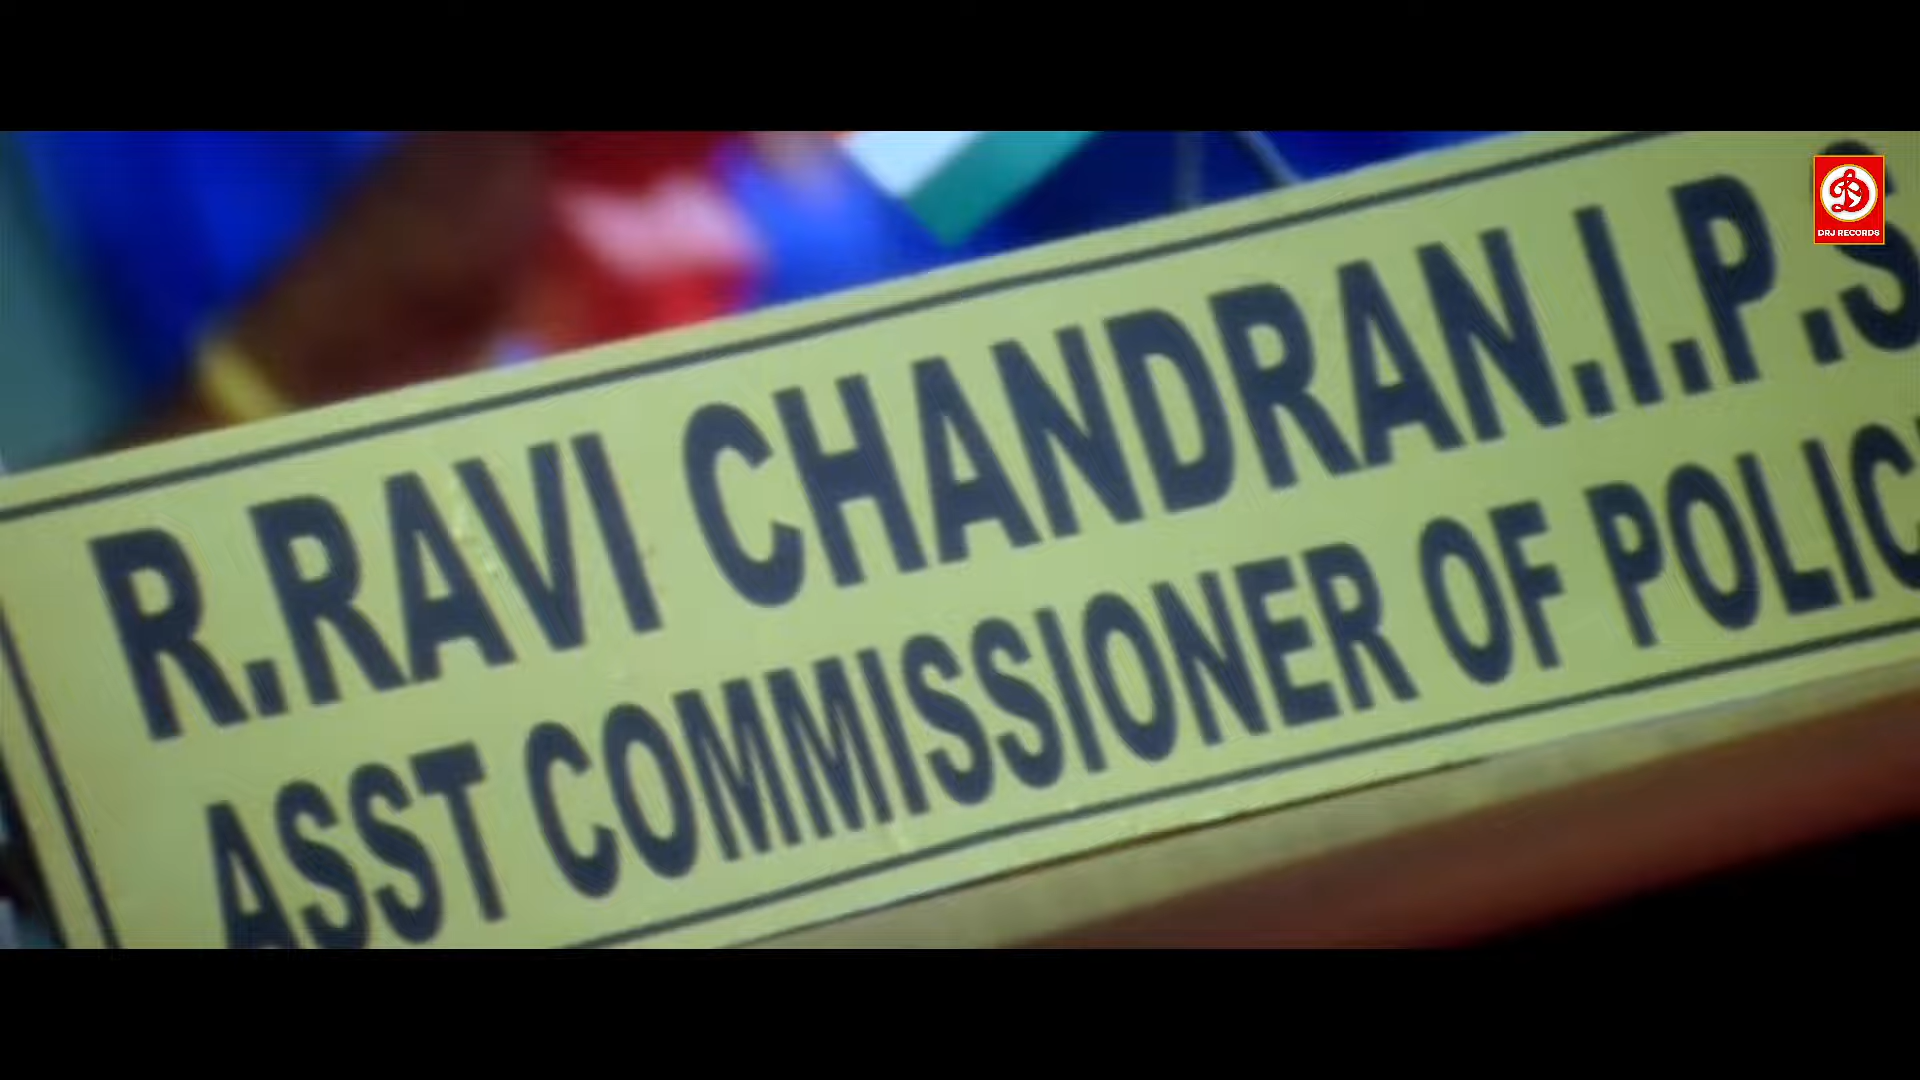 R.RAVI CHANDRAN.I.P.S
ASST COMMISSIONER OF POLIC
DRJ RECORDS